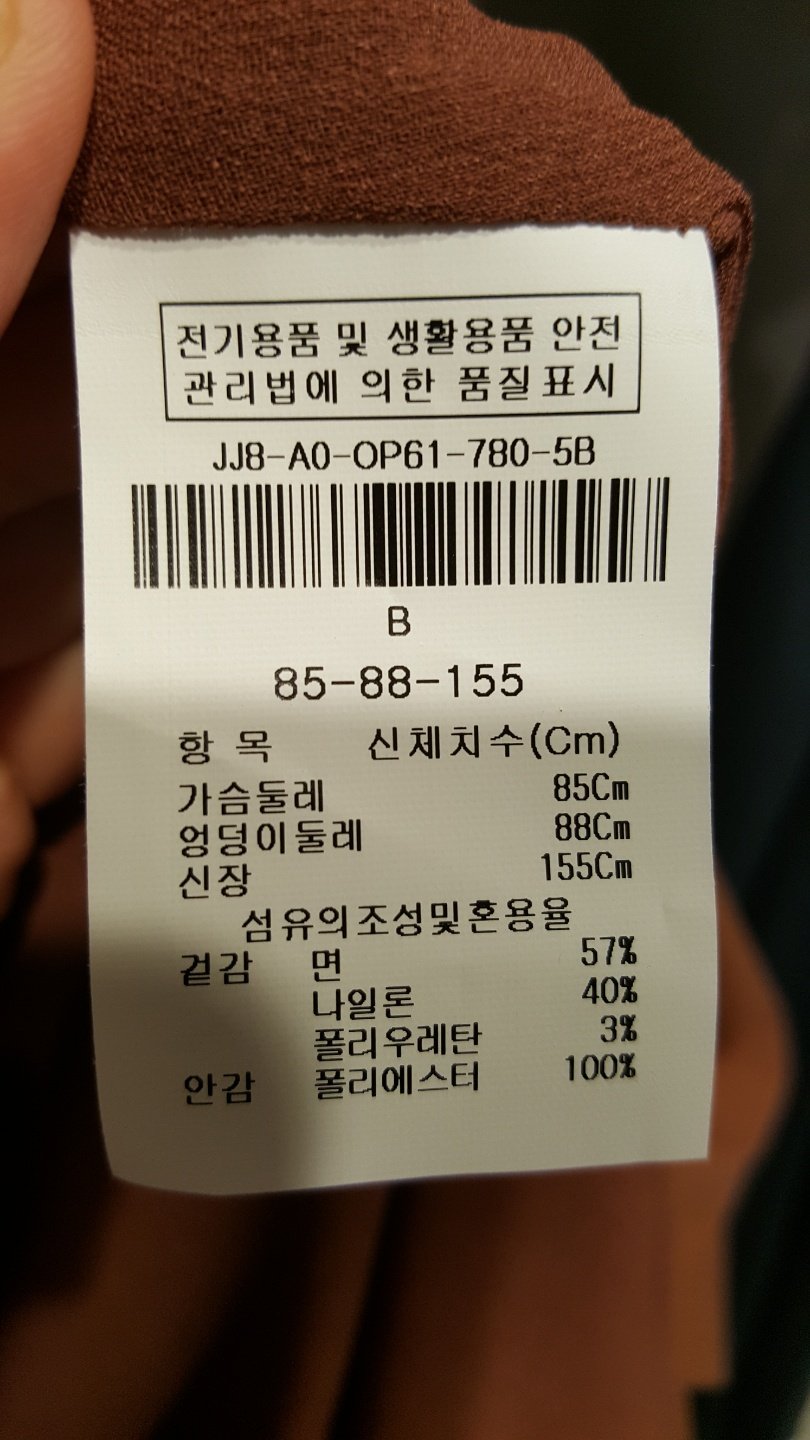 전기용품 및 생활용품 안전
관리법에 의한 품질표시
JJ8-A0-OP61-780-5B
B
85-88-155
항 목 신체치수(Cm)
가슴둘레 85Cm
엉덩이둘레 88Cm
신장 155Cm
섬유의조성및혼용율
겉감 면 57%
나일론 40%
폴리우레탄 3%
안감 폴리에스터 100%